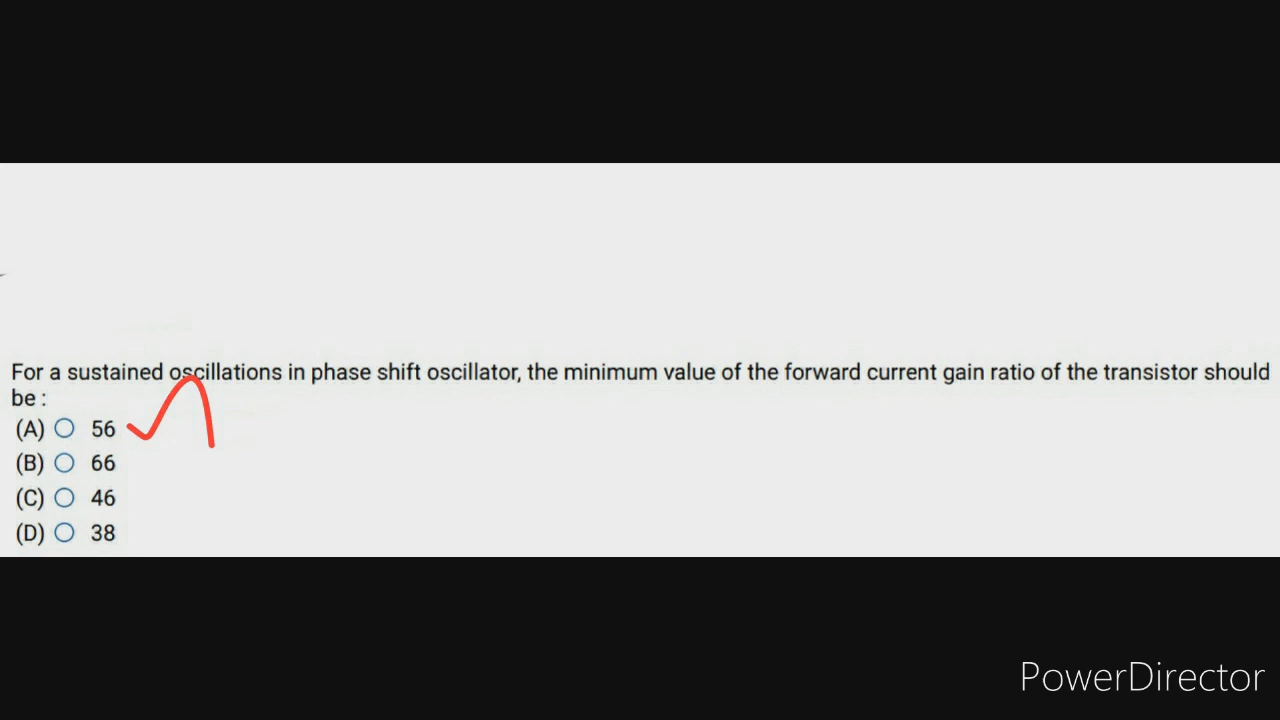 For a sustained oscillations in phase shift oscillator, the minimum value of the forward current gain ratio of the transistor should
be :
(A) 56
(B) 66
(C) 46
(D) 38
PowerDirector